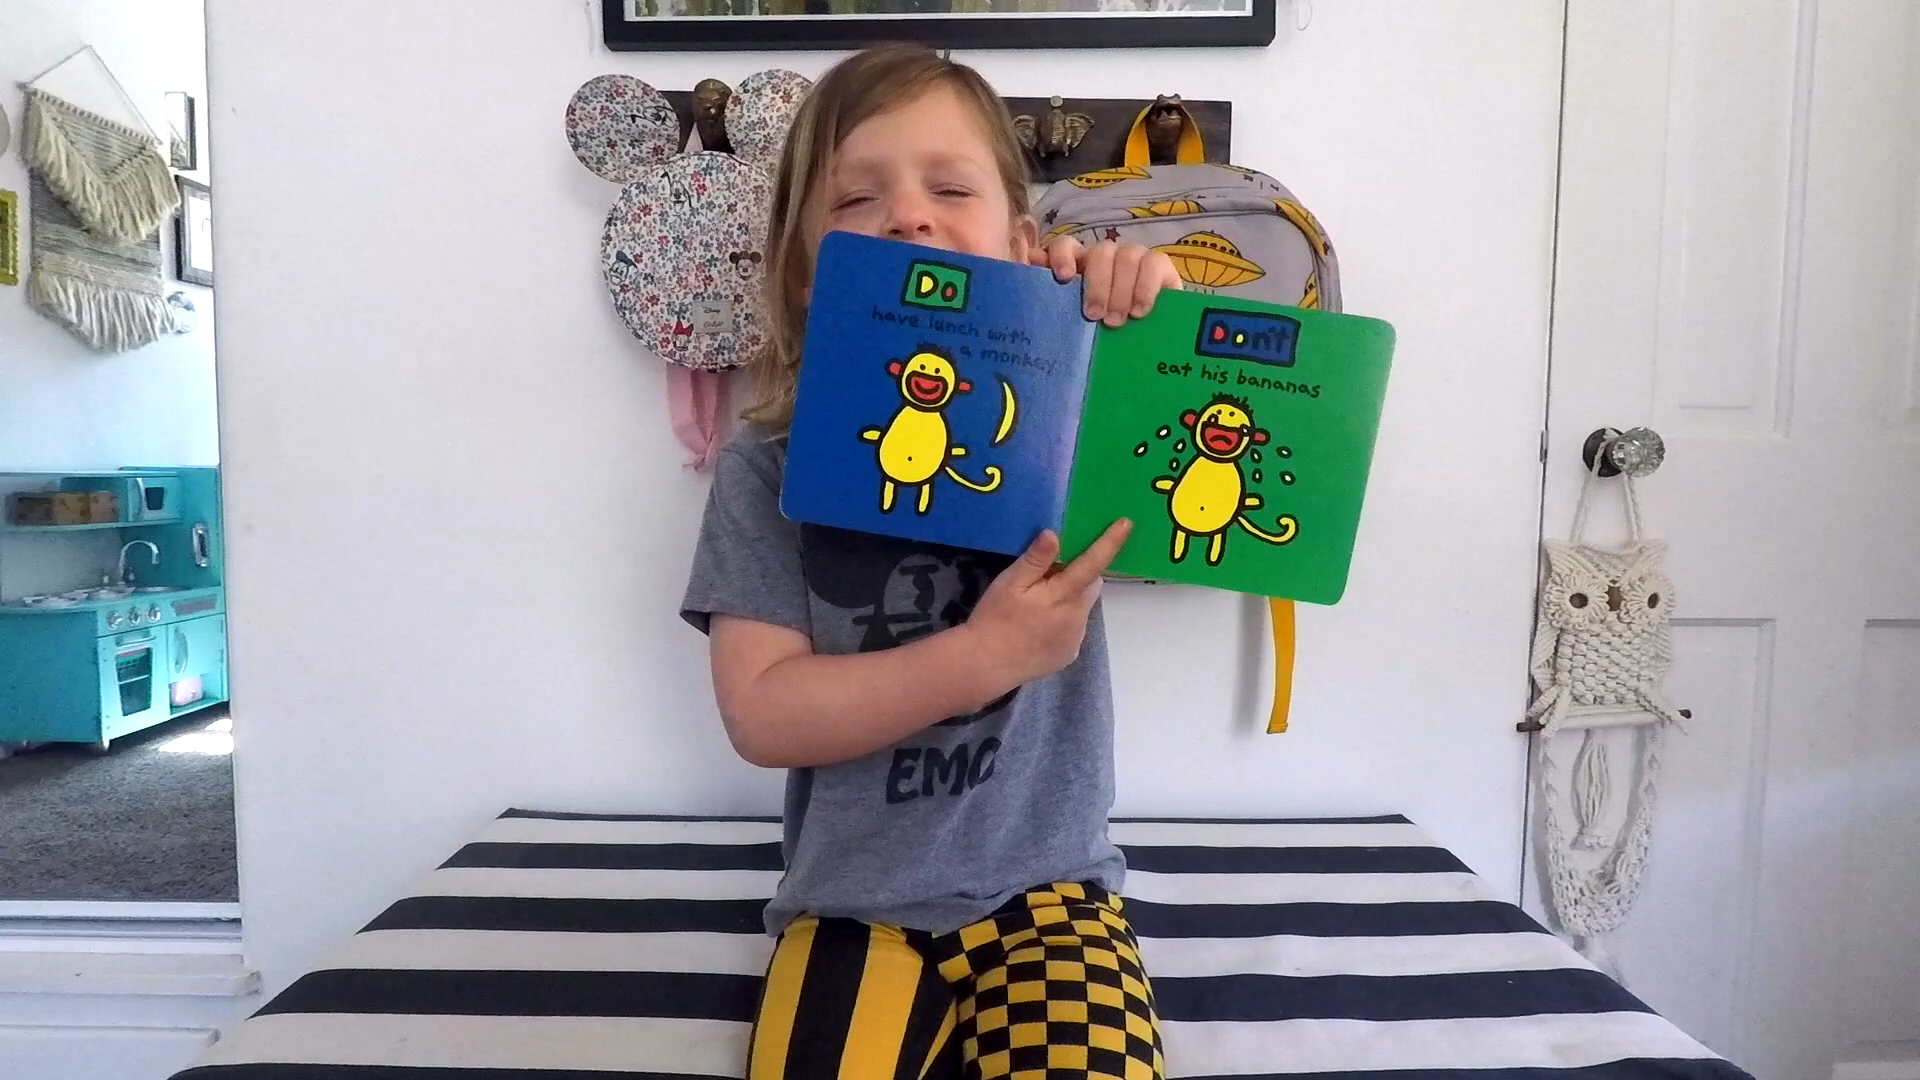 Do
have lunch with
a monkey
Don't
eat his bananas
EMO